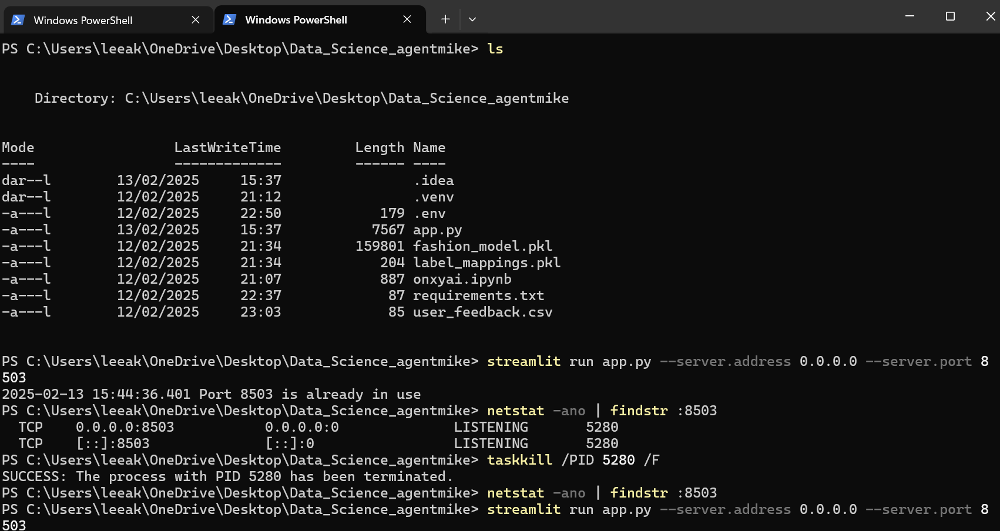 Windows PowerShell
Windows PowerShell
PS C:\Users\leeak\OneDrive\Desktop\Data_Science_agentmike> ls
Directory: C:\Users\leeak\OneDrive\Desktop\Data_Science_agentmike
Mode LastWriteTime Length Name
---- ------------- ------ ----
dar--l 13/02/2025 15:37 .idea
dar--l 12/02/2025 21:12 .venv
-a---l 12/02/2025 22:50 179 .env
-a---l 13/02/2025 15:37 7567 app.py
-a---l 12/02/2025 21:34 159801 fashion_model.pkl
-a---l 12/02/2025 21:34 204 label_mappings.pkl
-a---l 12/02/2025 21:07 887 onxyai.ipynb
-a---l 12/02/2025 22:37 87 requirements.txt
-a---l 12/02/2025 23:03 85 user_feedback.csv
PS C:\Users\leeak\OneDrive\Desktop\Data_Science_agentmike> streamlit run app.py --server.address 0.0.0.0 --server.port 8
503
2025-02-13 15:44:36.401 Port 8503 is already in use
PS C:\Users\leeak\OneDrive\Desktop\Data_Science_agentmike> netstat -ano | findstr :8503
TCP 0.0.0.0:8503 0.0.0.0:0 LISTENING 5280
TCP [::]:8503 [::]:0 LISTENING 5280
PS C:\Users\leeak\OneDrive\Desktop\Data_Science_agentmike> taskkill /PID 5280 /F
SUCCESS: The process with PID 5280 has been terminated.
PS C:\Users\leeak\OneDrive\Desktop\Data_Science_agentmike> netstat -ano | findstr :8503
PS C:\Users\leeak\OneDrive\Desktop\Data_Science_agentmike> streamlit run app.py --server.address 0.0.0.0 --server.port 8
503